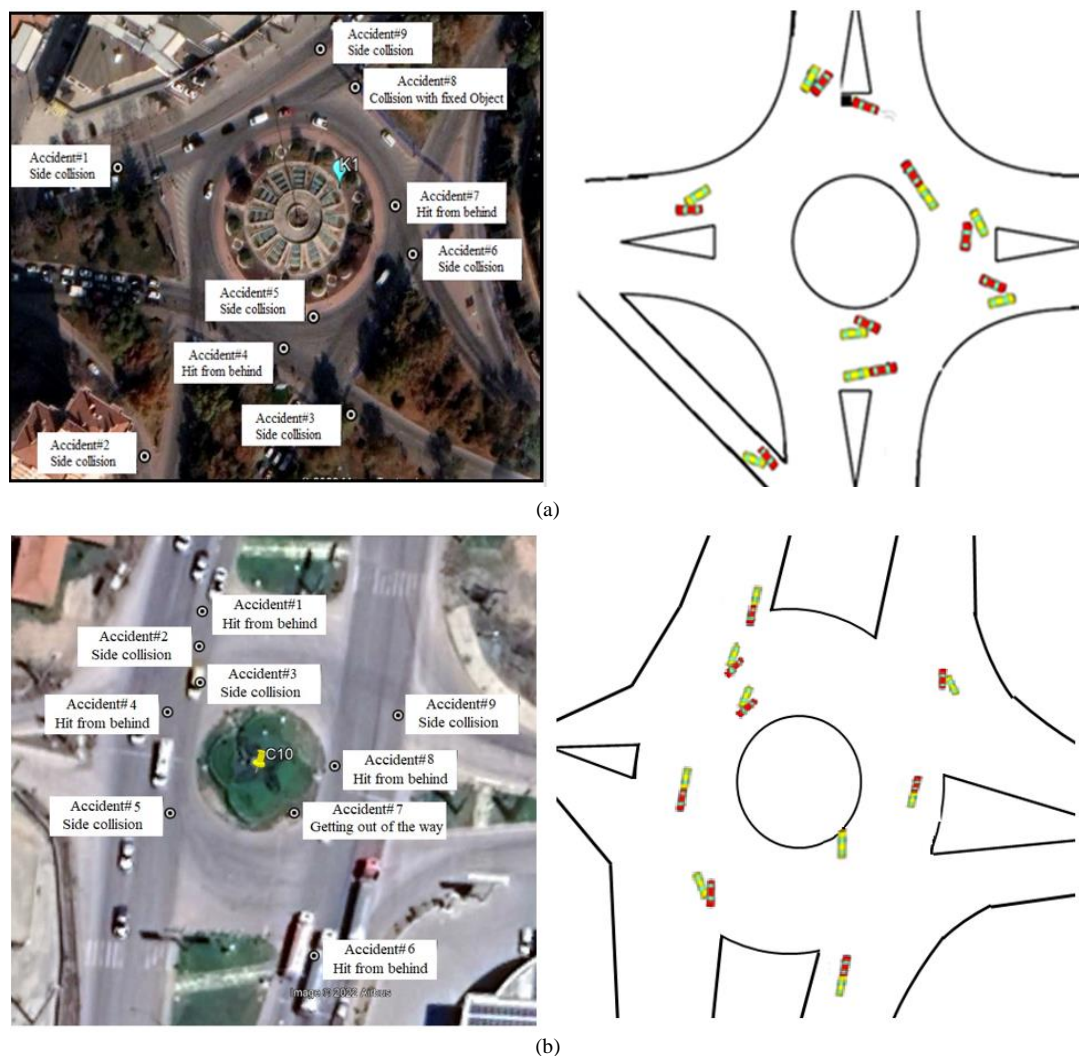 Accident#9
Side collision
Accident#8
Collision with fixed Object
Accident#1
Side collision
K1
Accident#7
Hit from behind
Accident#6
Side collision
Accident#5
Side collision
Accident#4
Hit from behind
Accident#3
Side collision
Accident#2
Side collision
(a)
Accident#1
Hit from behind
Accident#2
Side collision
Accident#3
Side collision
Accident#4
Hit from behind
Accident#9
Side collision
C10
Accident#8
Hit from behind
Accident#5
Side collision
Accident#7
Getting out of the way
Accident#6
Hit from behind
Image © 2022 Airbus
(b)